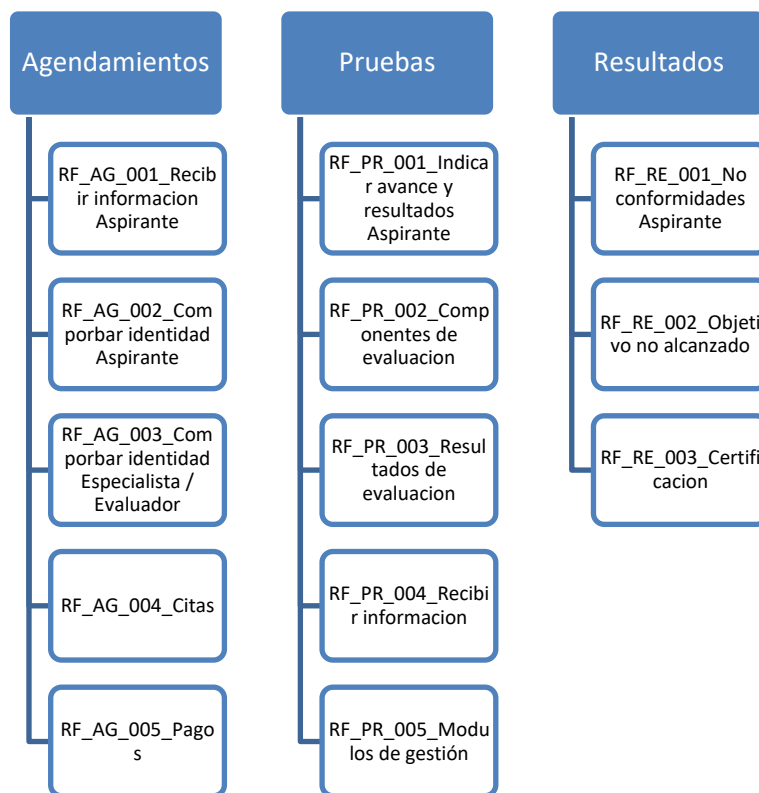 Agendamientos
RF_AG_001_Recib
ir informacion
Aspirante
RF_AG_002_Com
porbar identidad
Aspirante
RF_AG_003_Com
porbar identidad
Especialista /
Evaluador
RF_AG_004_Citas
RF_AG_005_Pago
s
Pruebas
RF_PR_001_Indica
r avance y
resultados
Aspirante
RF_PR_002_Comp
onentes de
evaluacion
RF_PR_003_Resul
tados de
evaluacion
RF_PR_004_Recibi
r informacion
RF_PR_005_Modu
los de gestión
Resultados
RF_RE_001_No
conformidades
Aspirante
RF_RE_002_Objeti
vo no alcanzado
RF_RE_003_Certifi
cacion